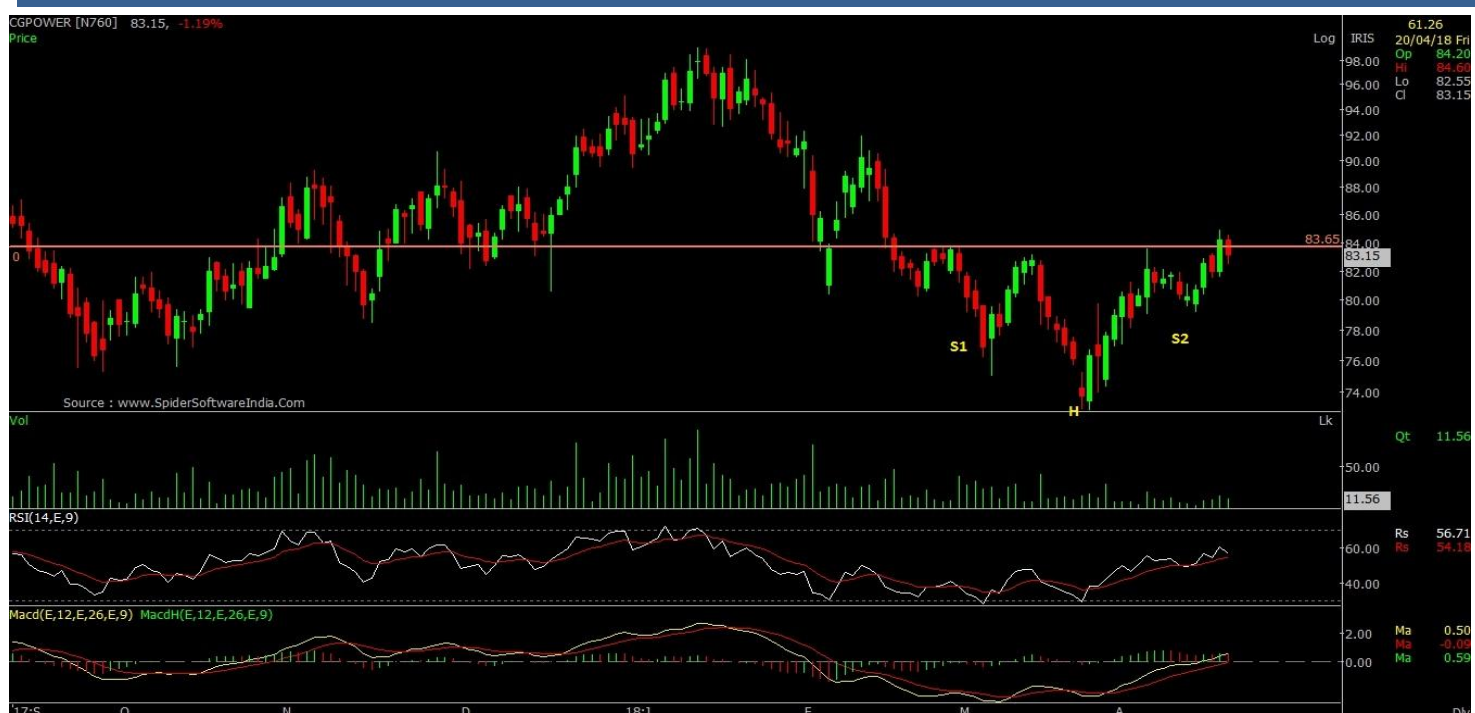 CGPOWER [N760] 83.15, -1.19%
Price
Log IRIS
61.26
20/04/18 Fri
Op 84.20
Hi 84.60
Lo 82.55
Cl 83.15
98.00
96.00
94.00
92.00
90.00
88.00
86.00
83.65
84.00
0
83.15
82.00
80.00
78.00
S1
S2
76.00
74.00
Source : www.SpiderSoftwareIndia.Com
H
Vol
Lk
Qt 11.56
50.00
11.56
RSI(14,E,9)
Rs 56.71
60.00
Rs 54.18
40.00
Macd(E,12,E,26,E,9) MacdH(E,12,E,26,E,9)
2.00
Ma 0.50
Ma -0.09
0.00
Ma 0.59
'17:S O N D 18:J F M A Dly